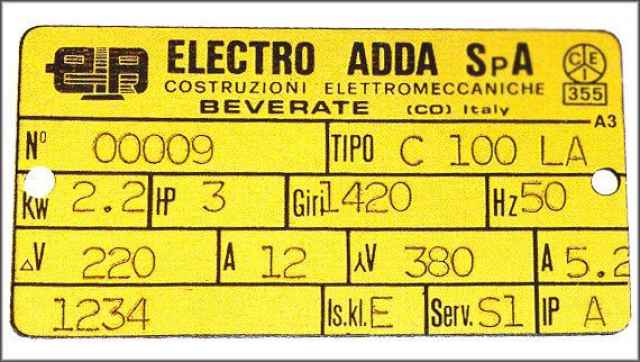 ELECTRO ADDA SpA
COSTRUZIONI ELETTROMECCANICHE
BEVERATE (CO) Italy
CEI
355
A3
N° 00009 TIPO C 100 LA
Kw 2.2 HP 3 Giri 1420 Hz 50
ΔV 220 A 12 ⅄V 380 A 5.2
1234 Is.kl. E Serv. S1 IP A